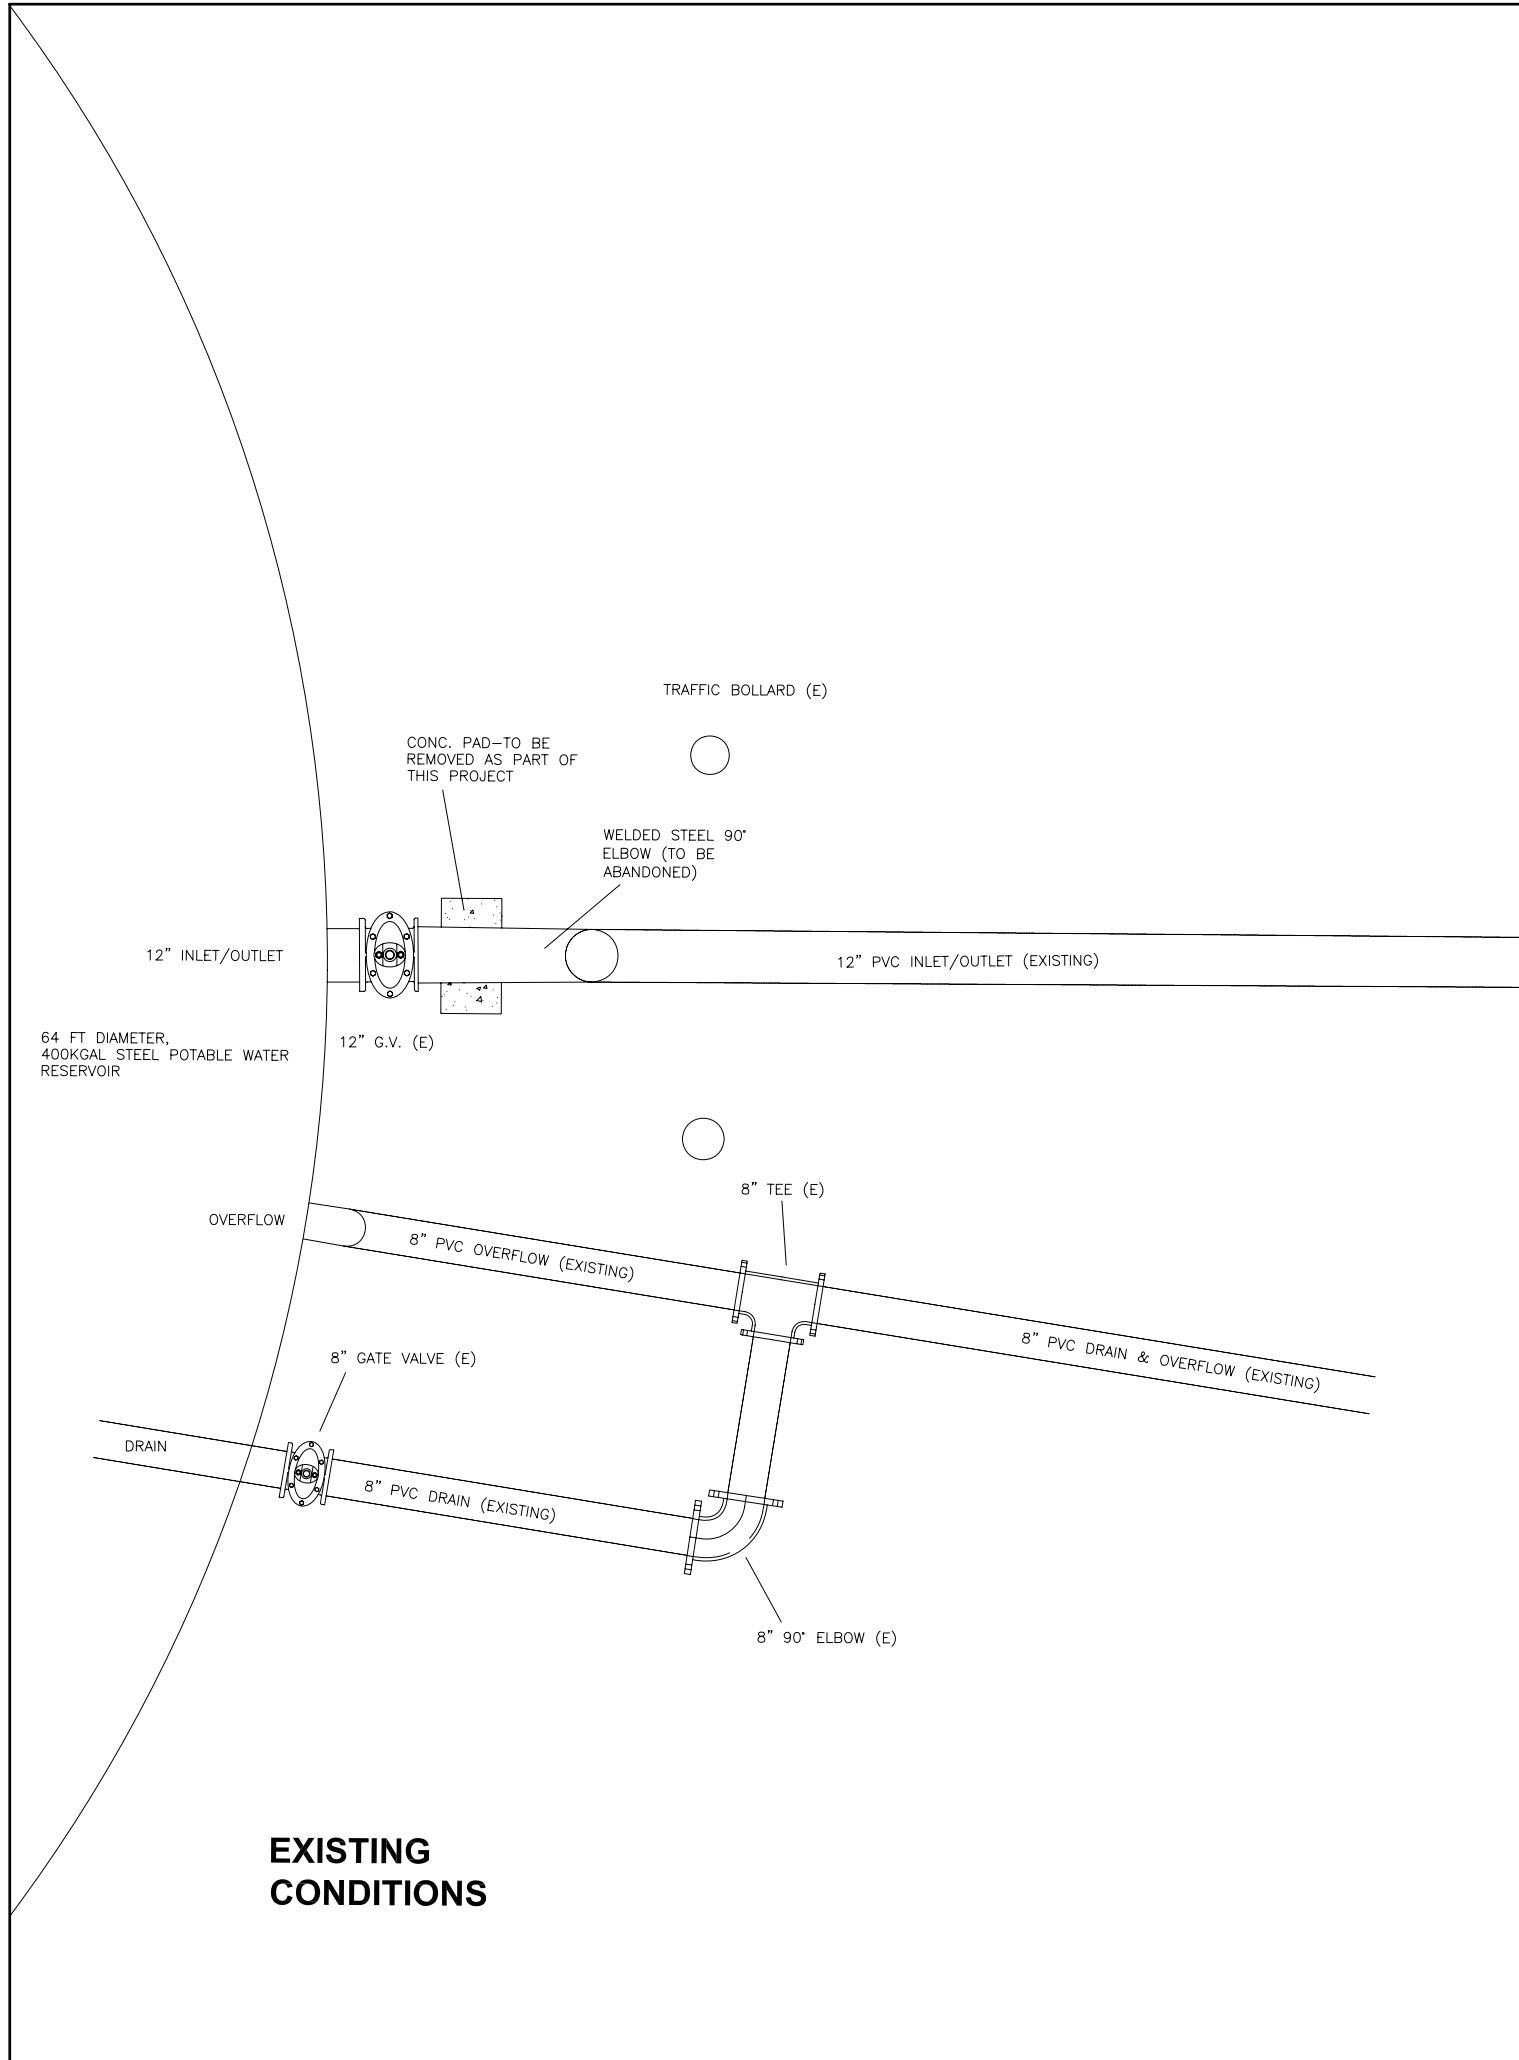 TRAFFIC BOLLARD (E)
CONC. PAD–TO BE
REMOVED AS PART OF
THIS PROJECT
WELDED STEEL 90°
ELBOW (TO BE
ABANDONED)
12" INLET/OUTLET
12" PVC INLET/OUTLET (EXISTING)
64 FT DIAMETER,
400KGAL STEEL POTABLE WATER
RESERVOIR
12" G.V. (E)
8" TEE (E)
OVERFLOW
8" PVC OVERFLOW (EXISTING)
8" PVC DRAIN & OVERFLOW (EXISTING)
8" GATE VALVE (E)
DRAIN
8" PVC DRAIN (EXISTING)
8" 90° ELBOW (E)
EXISTING
CONDITIONS